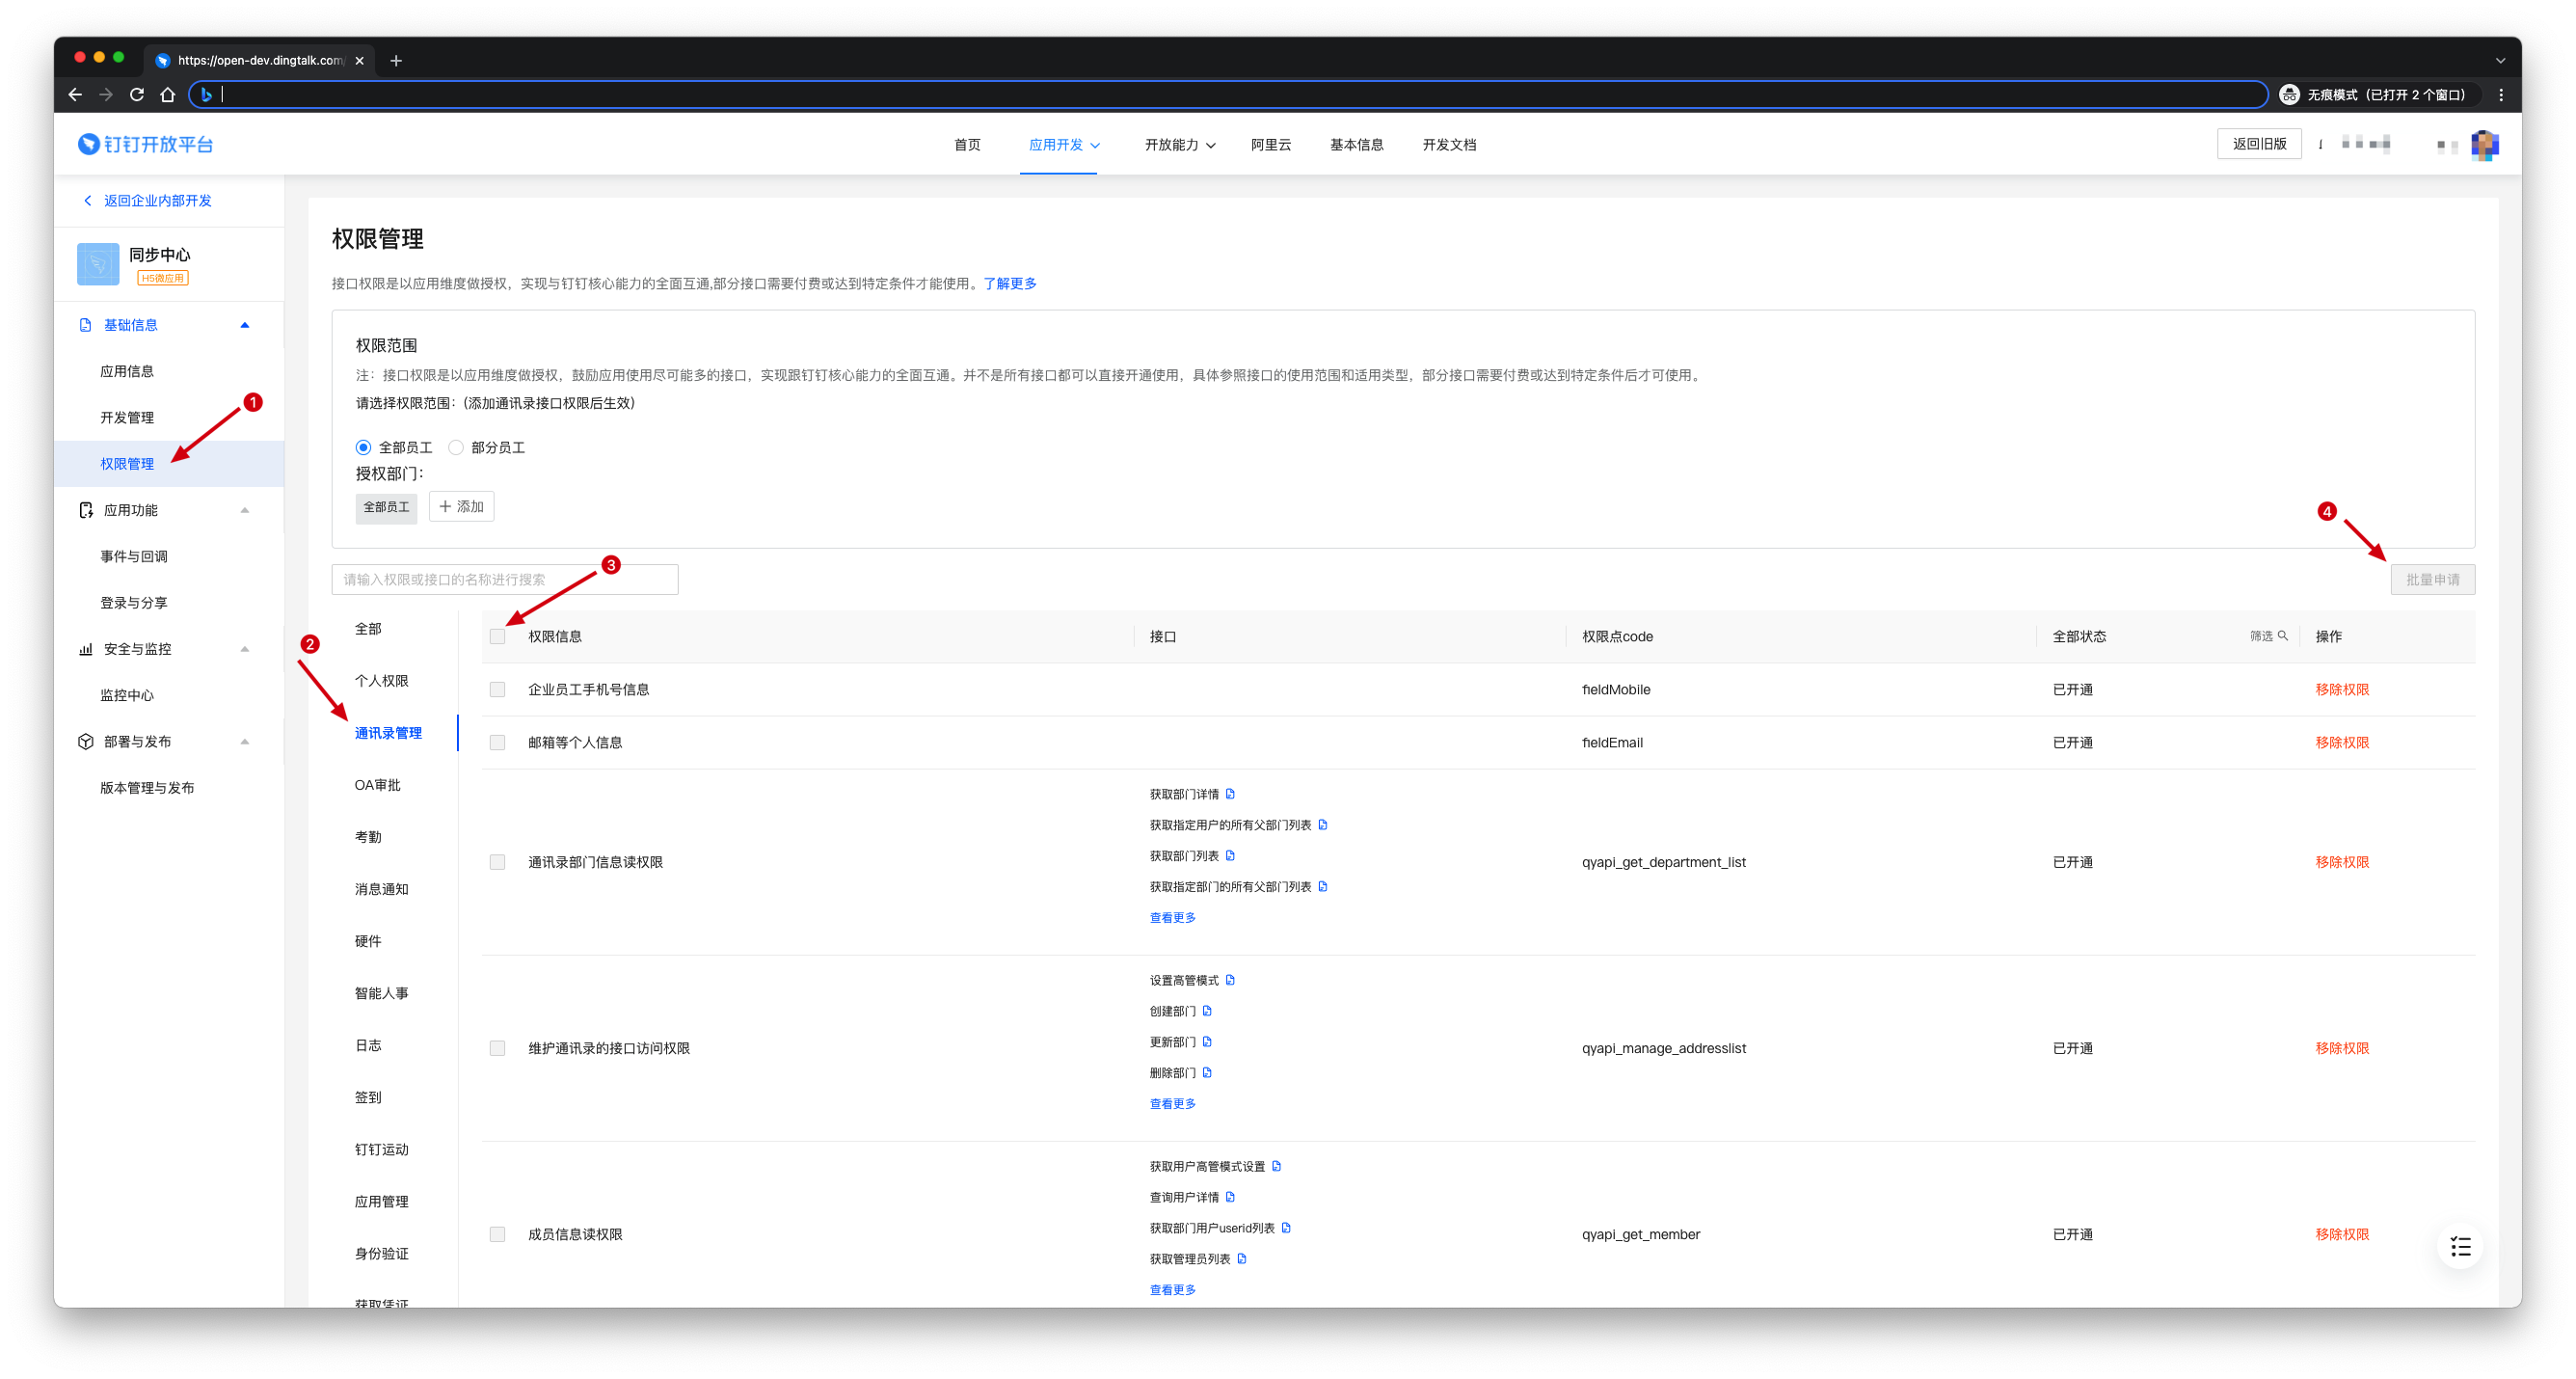 https://open-dev.dingtalk.com/
无痕模式（已打开 2 个窗口）
钉钉开放平台
首页
应用开发
开放能力
阿里云
基本信息
开发文档
返回旧版
返回企业内部开发
同步中心
H5微应用
基础信息
应用信息
开发管理
权限管理
应用功能
事件与回调
登录与分享
安全与监控
监控中心
部署与发布
版本管理与发布
1
权限管理
接口权限是以应用维度做授权，实现与钉钉核心能力的全面互通,部分接口需要付费或达到特定条件才能使用。了解更多
权限范围
注：接口权限是以应用维度做授权，鼓励应用使用尽可能多的接口，实现跟钉钉核心能力的全面互通。并不是所有接口都可以直接开通使用，具体参照接口的使用范围和适用类型，部分接口需要付费或达到特定条件后才可使用。
请选择权限范围：(添加通讯录接口权限后生效)
全部员工 部分员工
授权部门：
全部员工 添加
4
3
请输入权限或接口的名称进行搜索
批量申请
2
全部
个人权限
通讯录管理
OA审批
考勤
消息通知
硬件
智能人事
日志
签到
钉钉运动
应用管理
身份验证
获取凭证
权限信息 接口 权限点code 全部状态 筛选 操作
企业员工手机号信息 fieldMobile 已开通 移除权限
邮箱等个人信息 fieldEmail 已开通 移除权限
获取部门详情
获取指定用户的所有父部门列表
获取部门列表
通讯录部门信息读权限 qyapi_get_department_list 已开通 移除权限
获取指定部门的所有父部门列表
查看更多
设置高管模式
创建部门
更新部门
维护通讯录的接口访问权限 qyapi_manage_addresslist 已开通 移除权限
删除部门
查看更多
获取用户高管模式设置
查询用户详情
获取部门用户userid列表
成员信息读权限 qyapi_get_member 已开通 移除权限
获取管理员列表
查看更多